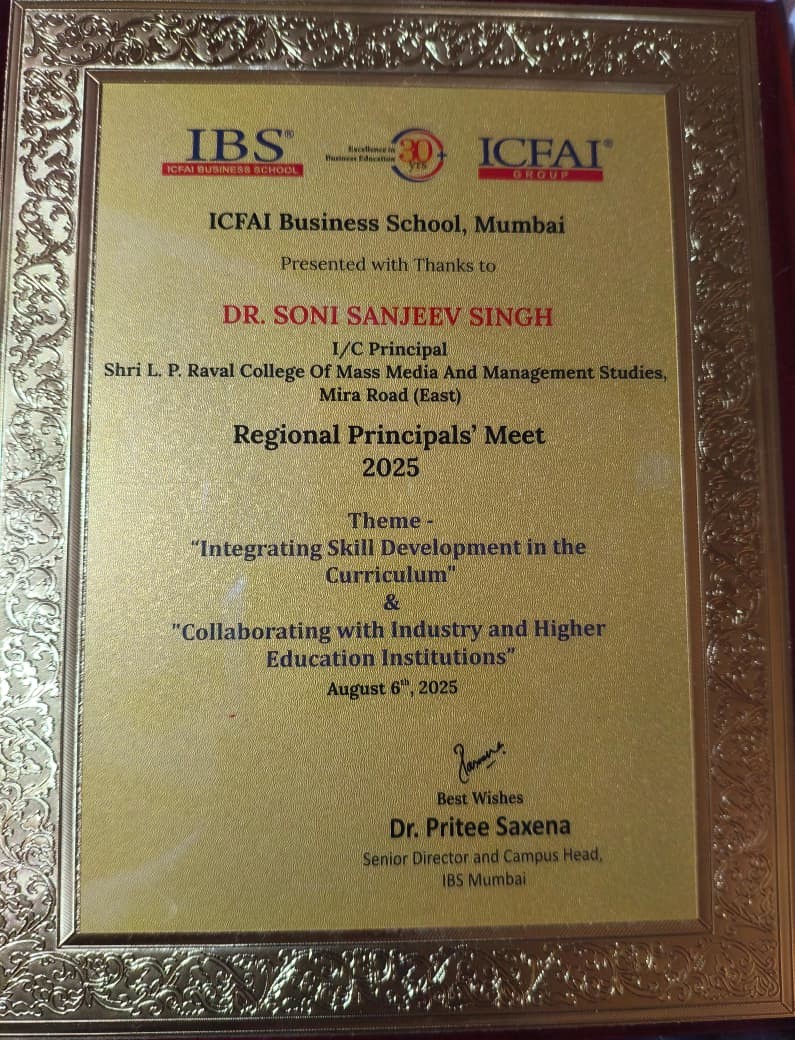 IBS®
ICFAI BUSINESS SCHOOL
Excellence in
Business Education
30+
yrs
ICFAI®
GROUP
ICFAI Business School, Mumbai
Presented with Thanks to
DR. SONI SANJEEV SINGH
I/C Principal
Shri L. P. Raval College Of Mass Media And Management Studies,
Mira Road (East)
Regional Principals' Meet
2025
Theme -
“Integrating Skill Development in the
Curriculum"
&
"Collaborating with Industry and Higher
Education Institutions”
August 6th, 2025
Best Wishes
Dr. Pritee Saxena
Senior Director and Campus Head,
IBS Mumbai